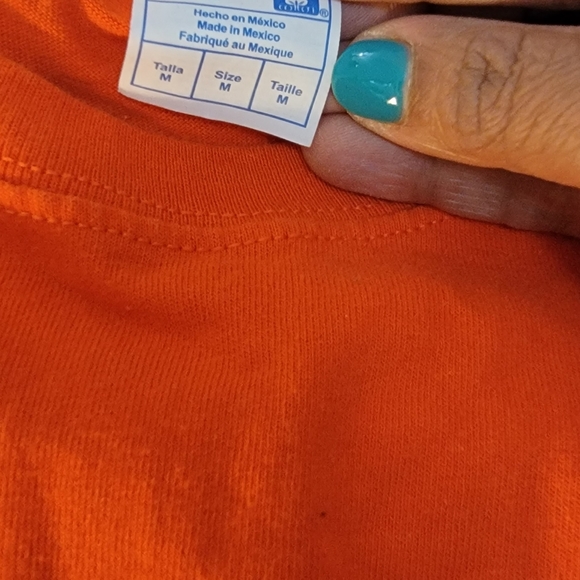 ®
Hecho en México
Made in Mexico
Fabriqué au Mexique
Talla Size Taille
M M M